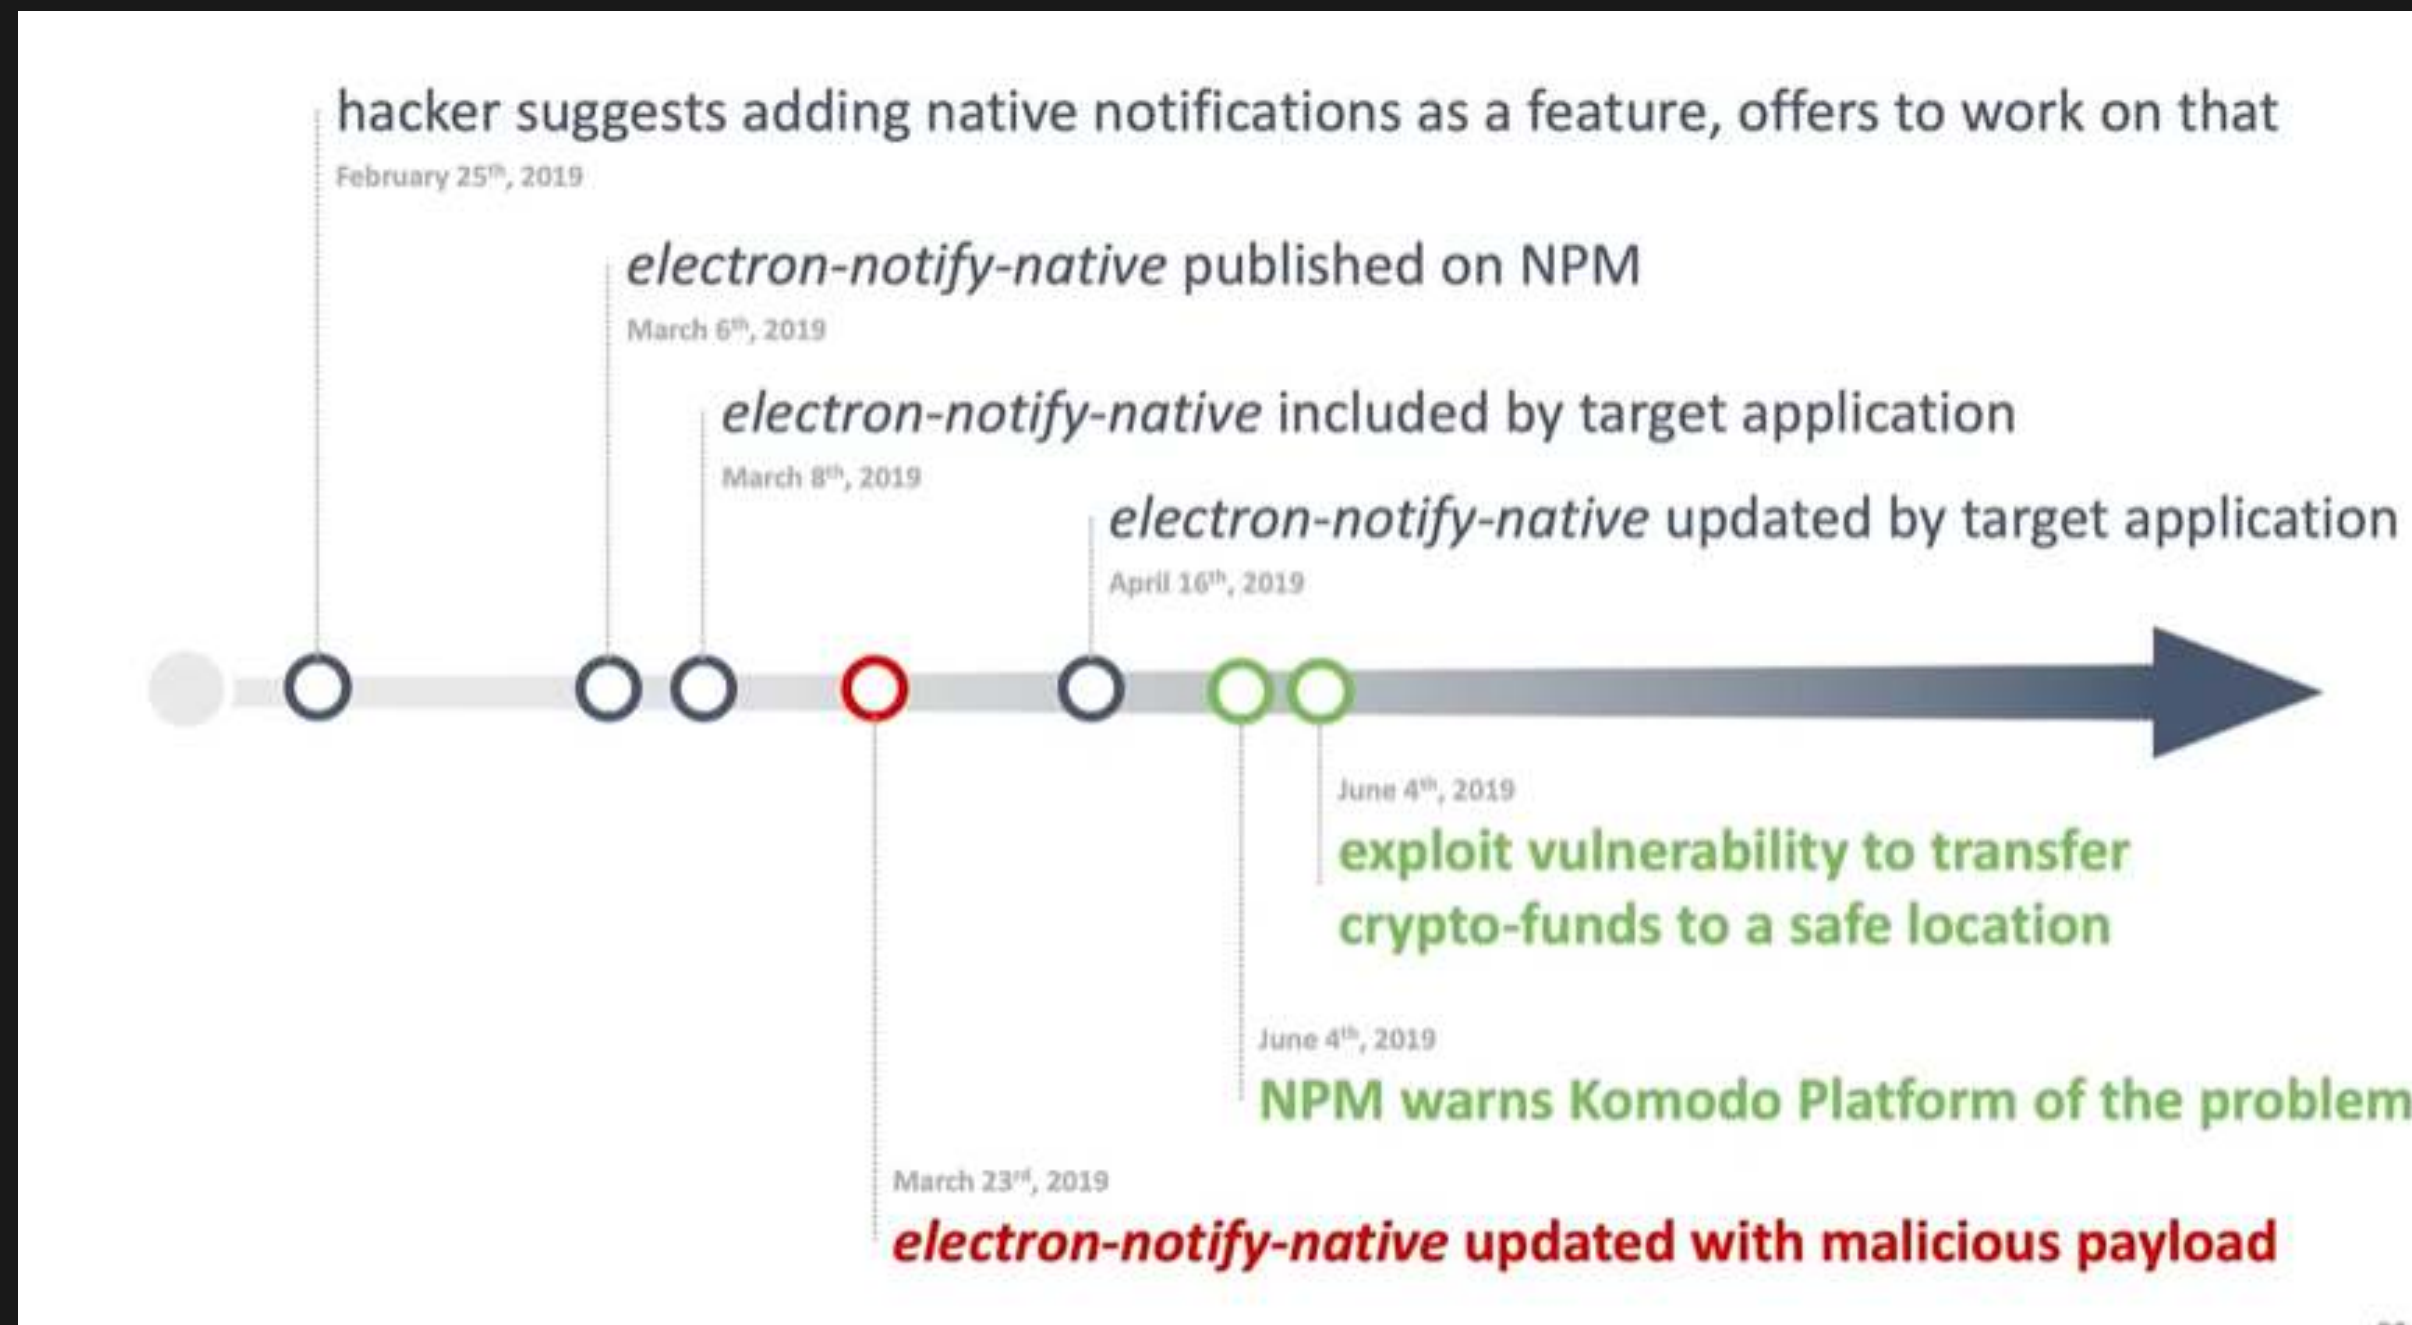 hacker suggests adding native notifications as a feature, offers to work on that
February 25th, 2019
electron-notify-native published on NPM
March 6th, 2019
electron-notify-native included by target application
March 8th, 2019
electron-notify-native updated by target application
April 16th, 2019
June 4th, 2019
exploit vulnerability to transfer
crypto-funds to a safe location
June 4th, 2019
NPM warns Komodo Platform of the problem
March 23rd, 2019
electron-notify-native updated with malicious payload